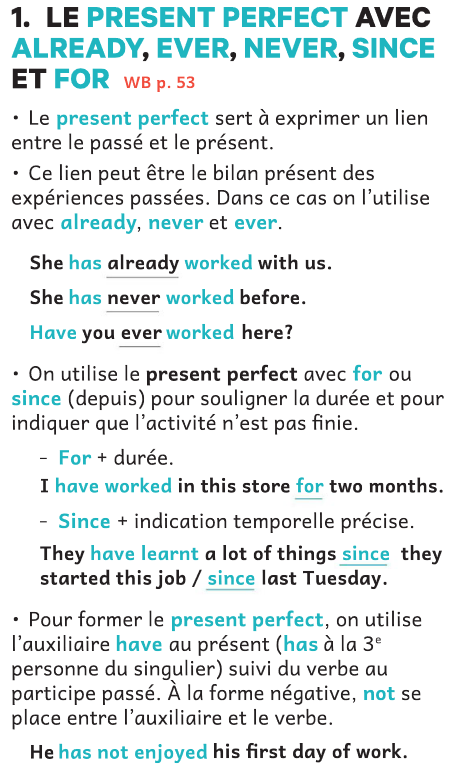 1. LE PRESENT PERFECT AVEC
ALREADY, EVER, NEVER, SINCE
ET FOR WB p. 53
• Le present perfect sert à exprimer un lien
entre le passé et le présent.
• Ce lien peut être le bilan présent des
expériences passées. Dans ce cas on l’utilise
avec already, never et ever.
She has already worked with us.
She has never worked before.
Have you ever worked here?
• On utilise le present perfect avec for ou
since (depuis) pour souligner la durée et pour
indiquer que l’activité n’est pas finie.
- For + durée.
I have worked in this store for two months.
- Since + indication temporelle précise.
They have learnt a lot of things since they
started this job / since last Tuesday.
• Pour former le present perfect, on utilise
l’auxiliaire have au présent (has à la 3e
personne du singulier) suivi du verbe au
participe passé. À la forme négative, not se
place entre l’auxiliaire et le verbe.
He has not enjoyed his first day of work.